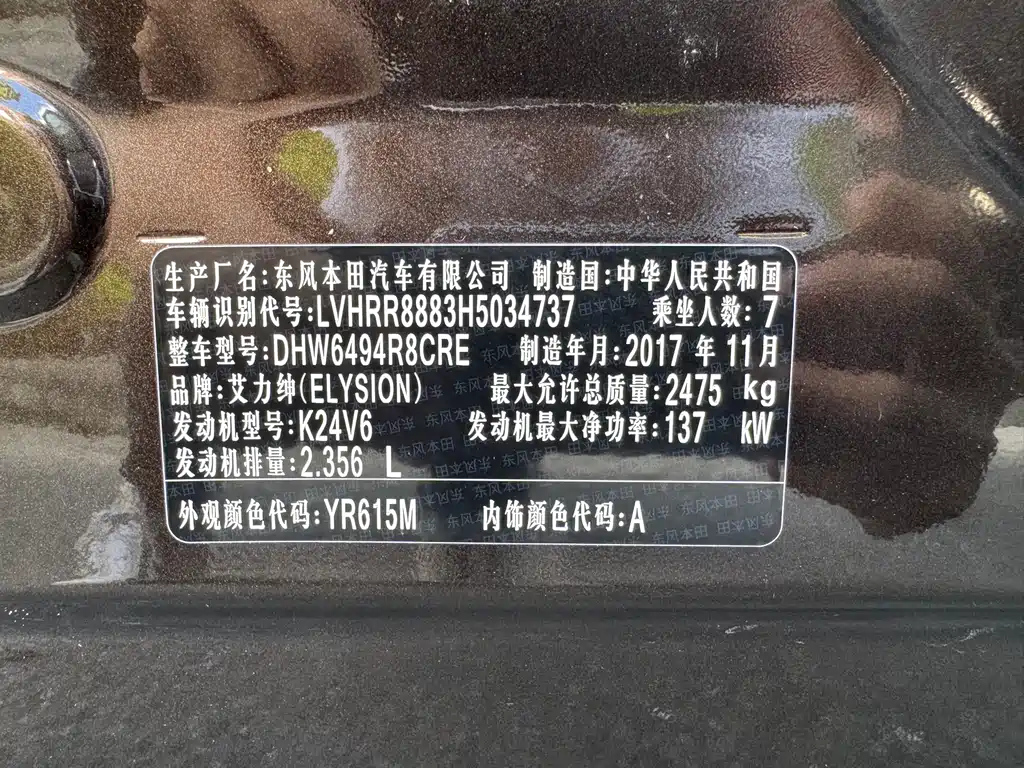 生产厂名:东风本田汽车有限公司 制造国:中华人民共和国
车辆识别代号:LVHRR8883H5034737 乘坐人数:7
整车型号:DHW6494R8CRE 制造年月:2017年11月
品牌:艾力绅(ELYSION) 最大允许总质量:2475 kg
发动机型号:K24V6 发动机最大净功率:137 kW
发动机排量:2.356 L
外观颜色代码:YR615M 内饰颜色代码:A